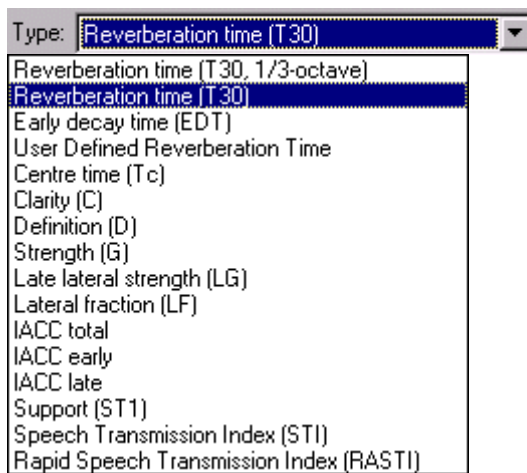 Type: Reverberation time (T30)
Reverberation time (T30, 1/3-octave)
Reverberation time (T30)
Early decay time (EDT)
User Defined Reverberation Time
Centre time (Tc)
Clarity (C)
Definition (D)
Strength (G)
Late lateral strength (LG)
Lateral fraction (LF)
IACC total
IACC early
IACC late
Support (ST1)
Speech Transmission Index (STI)
Rapid Speech Transmission Index (RASTI)